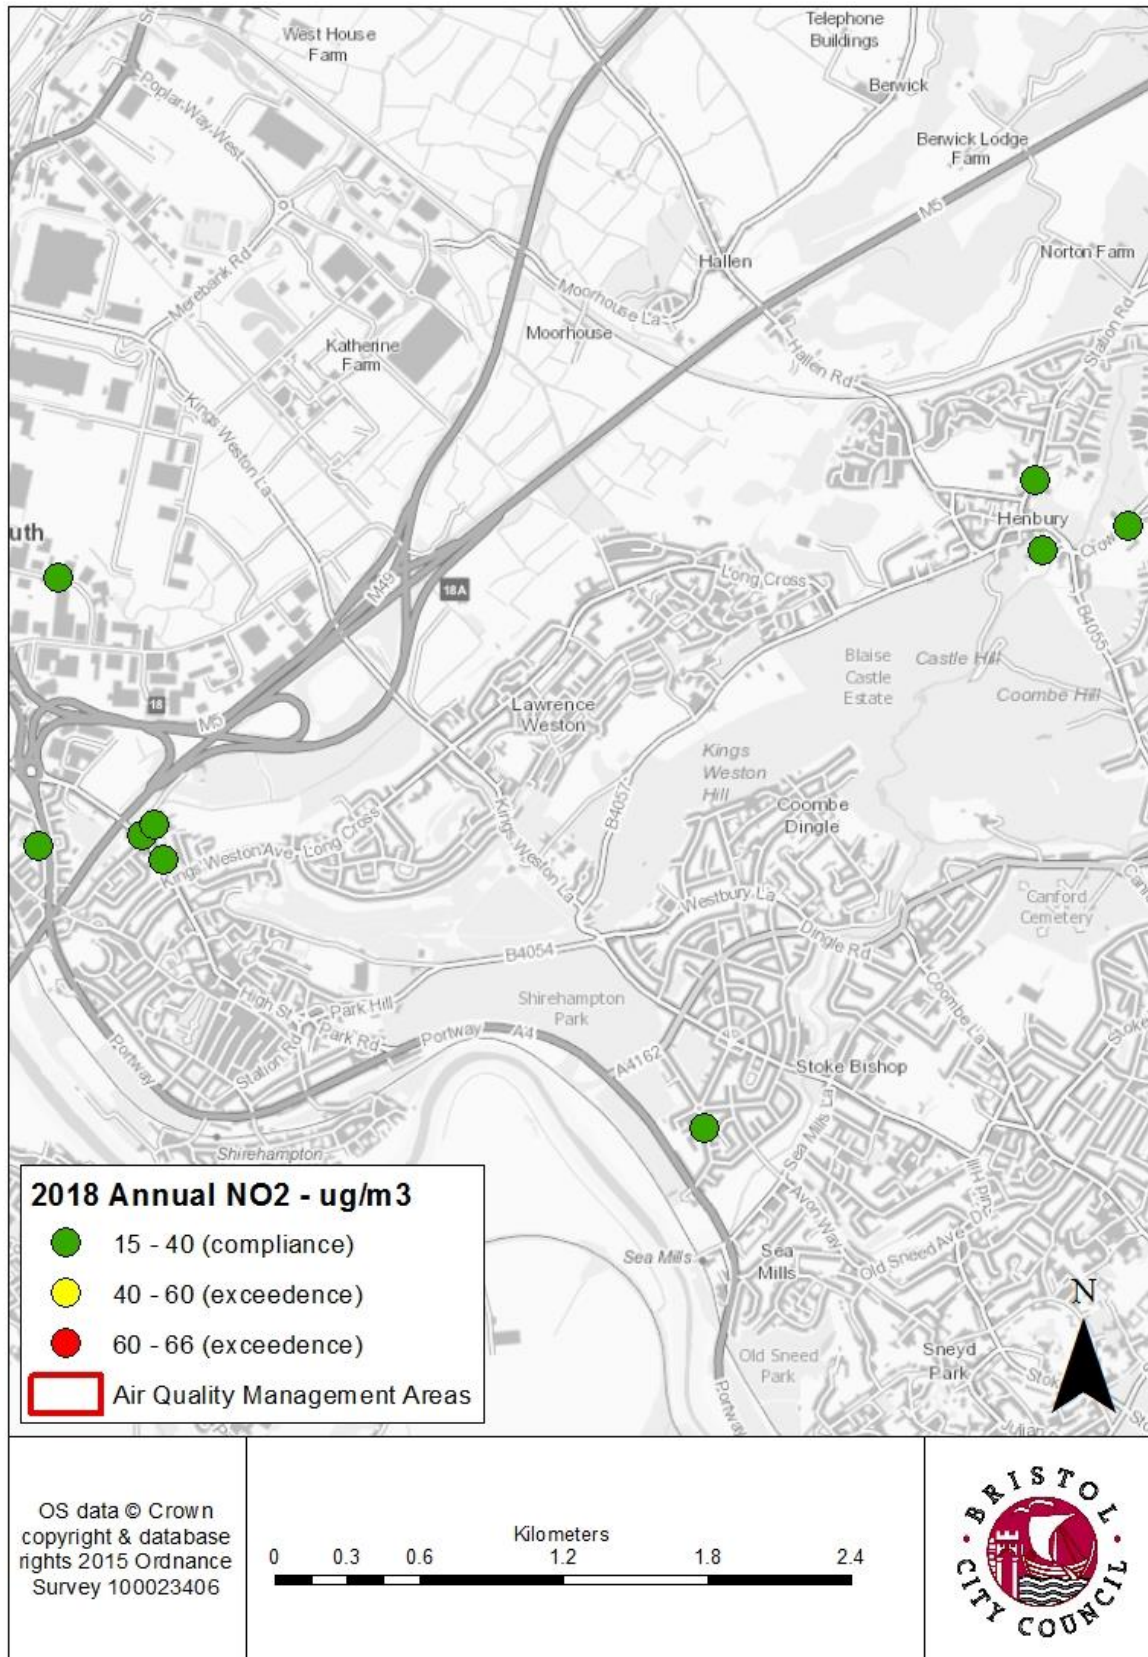 West House
Farm
Telephone
Buildings
Berwick
Poplar Way West
Berwick Lodge
Farm
M5
Norton Farm
Hallen
Merebank Rd
Moorhouse La
Station Rd
Moorhouse
Katherine
Farm
Hallen Rd
Kings Weston La
Henbury
uth
Crow
Long Cross
M49
18A
B4055
Blaise
Castle
Estate
Castle Hill
Coombe Hill
18
M5
Lawrence
Weston
Kings
Weston
Hill
B4057
Coombe
Dingle
Kings Weston Ave
Long Cross
Kings Weston La
Westbury La
Canford
Cemetery
Dingle Rd
B4054
Coombe La
High St
Park Hill
Shirehampton
Park
Park Rd
Portway
A4
Portway
Station Rd
A4162
Stoke Bishop
Shirehampton
Sea Mills La
Avon Way
Old Sneed Ave
Sea Mills
Sea
Mills
Sneyd
Park
Old Sneed
Park
Portway
Julian
N
2018 Annual NO2 - ug/m3
15 - 40 (compliance)
40 - 60 (exceedence)
60 - 66 (exceedence)
Air Quality Management Areas
OS data © Crown
copyright & database
rights 2015 Ordnance
Survey 100023406
Kilometers
0 0.3 0.6 1.2 1.8 2.4
BRISTOL
CITY COUNCIL